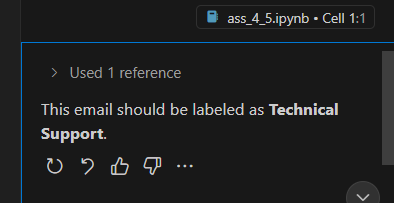 ass_4_5.ipynb • Cell 1:1
Used 1 reference
This email should be labeled as Technical
Support.